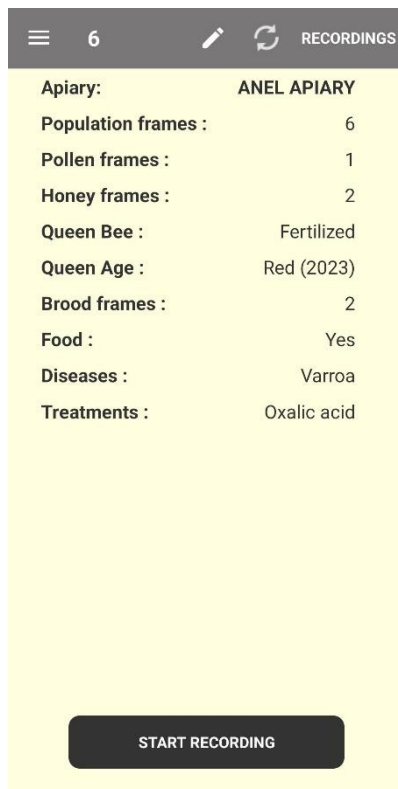 6 RECORDINGS
Apiary: ANEL APIARY
Population frames : 6
Pollen frames : 1
Honey frames : 2
Queen Bee : Fertilized
Queen Age : Red (2023)
Brood frames : 2
Food : Yes
Diseases : Varroa
Treatments : Oxalic acid
START RECORDING